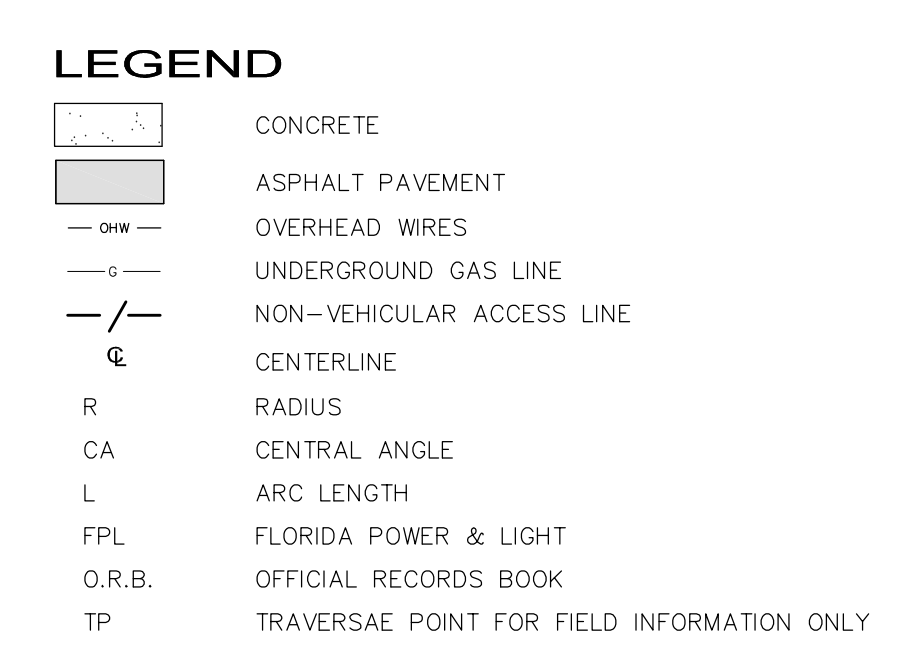 LEGEND
CONCRETE
ASPHALT PAVEMENT
OHW OVERHEAD WIRES
G UNDERGROUND GAS LINE
NON-VEHICULAR ACCESS LINE
℄ CENTERLINE
R RADIUS
CA CENTRAL ANGLE
L ARC LENGTH
FPL FLORIDA POWER & LIGHT
O.R.B. OFFICIAL RECORDS BOOK
TP TRAVERSAE POINT FOR FIELD INFORMATION ONLY